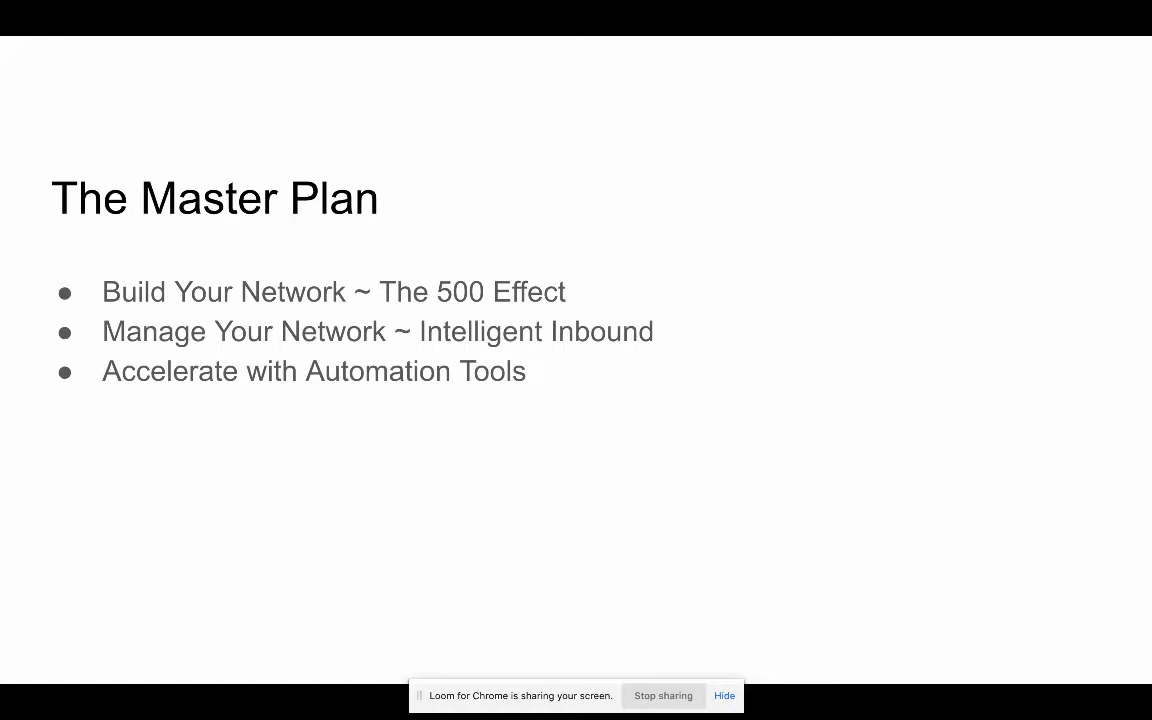 The Master Plan
● Build Your Network ~ The 500 Effect
● Manage Your Network ~ Intelligent Inbound
● Accelerate with Automation Tools
Loom for Chrome is sharing your screen. Stop sharing Hide